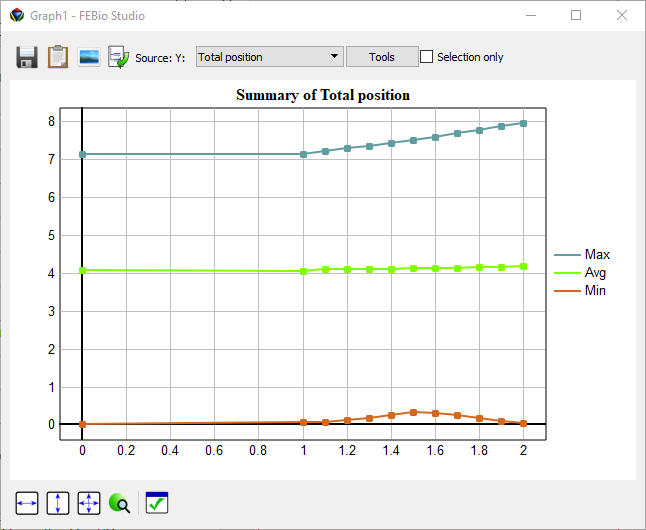 Graph1 - FEBio Studio
Source: Y: Total position Tools Selection only
Summary of Total position
8
7
6
5
4
3
2
1
0
0 0.2 0.4 0.6 0.8 1 1.2 1.4 1.6 1.8 2
Max
Avg
Min